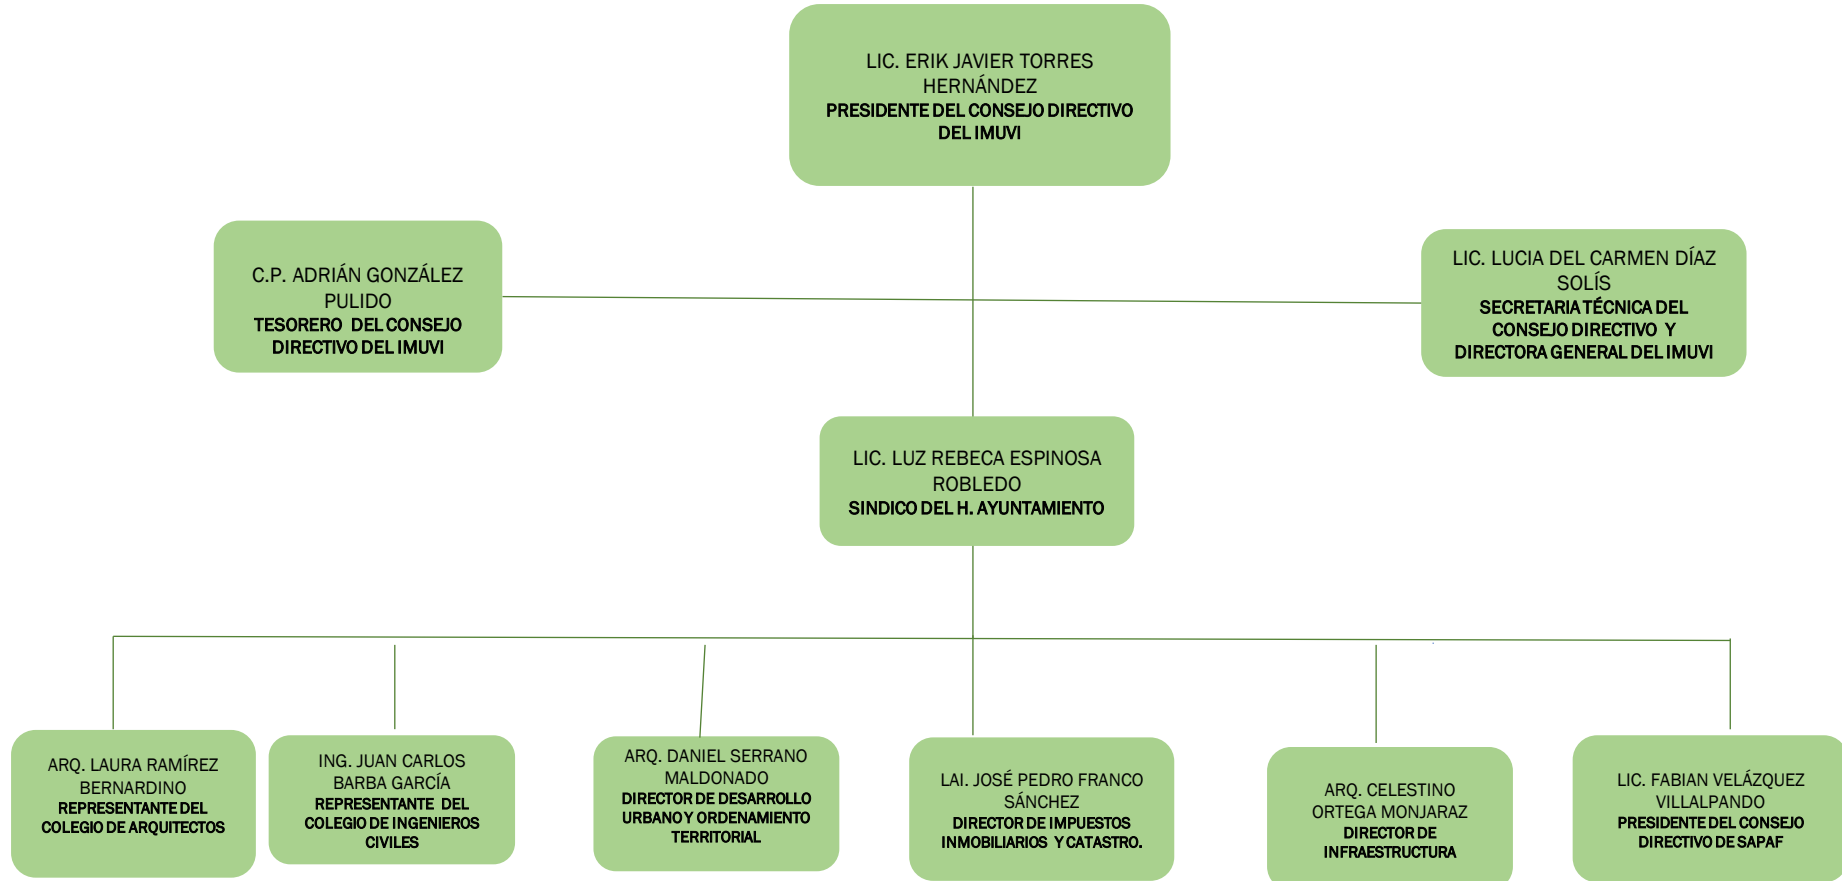 LIC. ERIK JAVIER TORRES
HERNÁNDEZ
PRESIDENTE DEL CONSEJO DIRECTIVO
DEL IMUVI
C.P. ADRIÁN GONZÁLEZ
PULIDO
TESORERO DEL CONSEJO
DIRECTIVO DEL IMUVI
LIC. LUCIA DEL CARMEN DÍAZ
SOLÍS
SECRETARIA TÉCNICA DEL
CONSEJO DIRECTIVO Y
DIRECTORA GENERAL DEL IMUVI
LIC. LUZ REBECA ESPINOSA
ROBLEDO
SINDICO DEL H. AYUNTAMIENTO
ARQ. LAURA RAMÍREZ
BERNARDINO
REPRESENTANTE DEL
COLEGIO DE ARQUITECTOS
ING. JUAN CARLOS
BARBA GARCÍA
REPRESENTANTE DEL
COLEGIO DE INGENIEROS
CIVILES
ARQ. DANIEL SERRANO
MALDONADO
DIRECTOR DE DESARROLLO
URBANO Y ORDENAMIENTO
TERRITORIAL
LAI. JOSÉ PEDRO FRANCO
SÁNCHEZ
DIRECTOR DE IMPUESTOS
INMOBILIARIOS Y CATASTRO.
ARQ. CELESTINO
ORTEGA MONJARAZ
DIRECTOR DE
INFRAESTRUCTURA
LIC. FABIAN VELÁZQUEZ
VILLALPANDO
PRESIDENTE DEL CONSEJO
DIRECTIVO DE SAPAF